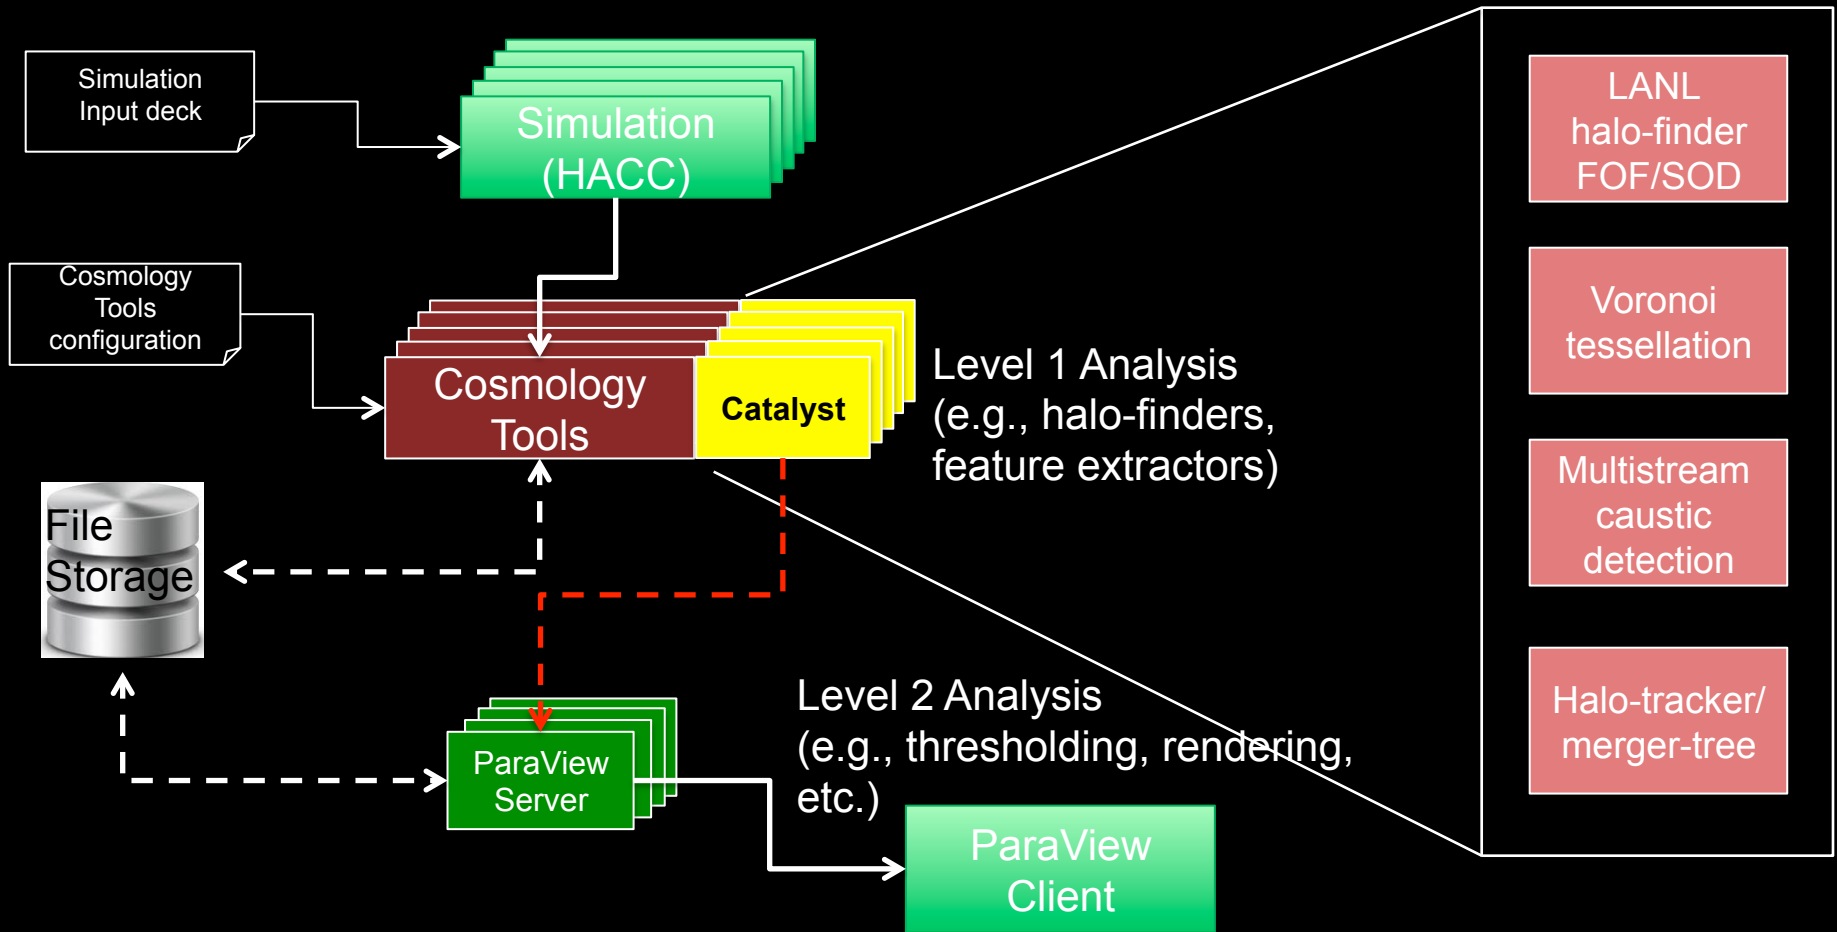 Simulation
Input deck
Simulation
(HACC)
Cosmology
Tools
configuration
Cosmology
Tools
Catalyst
Level 1 Analysis
(e.g., halo-finders,
feature extractors)
File
Storage
Level 2 Analysis
(e.g., thresholding, rendering,
etc.)
ParaView
Server
ParaView
Client
LANL
halo-finder
FOF/SOD
Voronoi
tessellation
Multistream
caustic
detection
Halo-tracker/
merger-tree